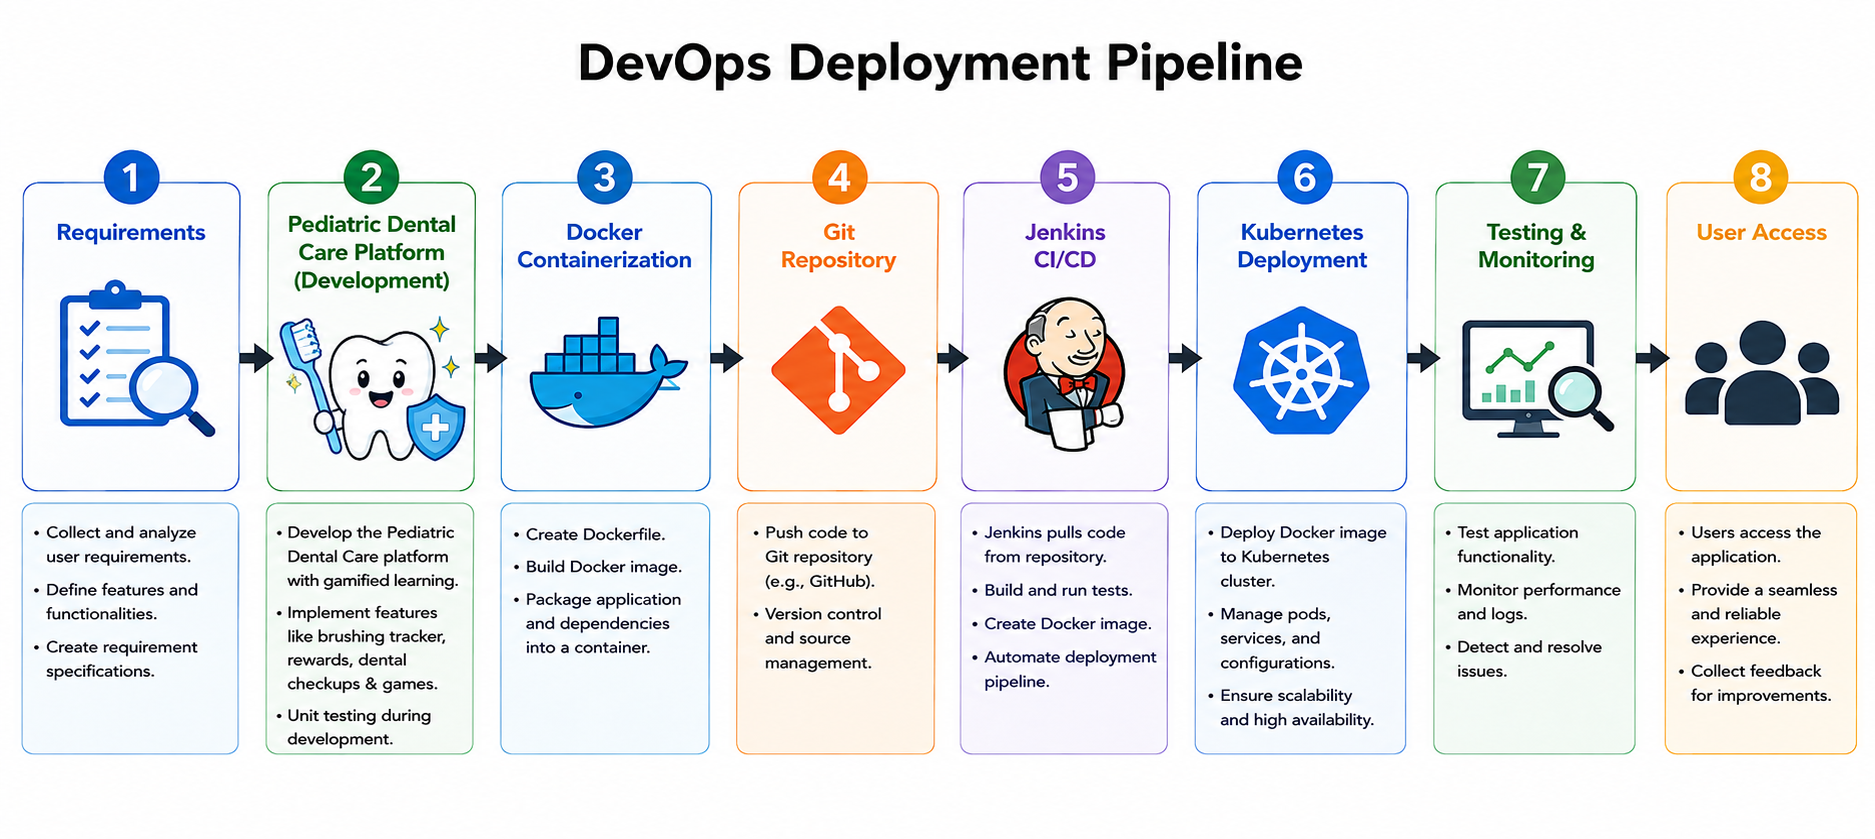 DevOps Deployment Pipeline
1
Requirements
• Collect and analyze
user requirements.
• Define features and
functionalities.
• Create requirement
specifications.
2
Pediatric Dental
Care Platform
(Development)
• Develop the Pediatric
Dental Care platform
with gamified learning.
• Implement features
like brushing tracker,
rewards, dental
checkups & games.
• Unit testing during
development.
3
Docker
Containerization
• Create Dockerfile.
• Build Docker image.
• Package application
and dependencies
into a container.
4
Git
Repository
• Push code to
Git repository
(e.g., GitHub).
• Version control
and source
management.
5
Jenkins
CI/CD
• Jenkins pulls code
from repository.
• Build and run tests.
• Create Docker image.
• Automate deployment
pipeline.
6
Kubernetes
Deployment
• Deploy Docker image
to Kubernetes
cluster.
• Manage pods,
services, and
configurations.
• Ensure scalability
and high availability.
7
Testing &
Monitoring
• Test application
functionality.
• Monitor performance
and logs.
• Detect and resolve
issues.
8
User Access
• Users access the
application.
• Provide a seamless
and reliable
experience.
• Collect feedback
for improvements.